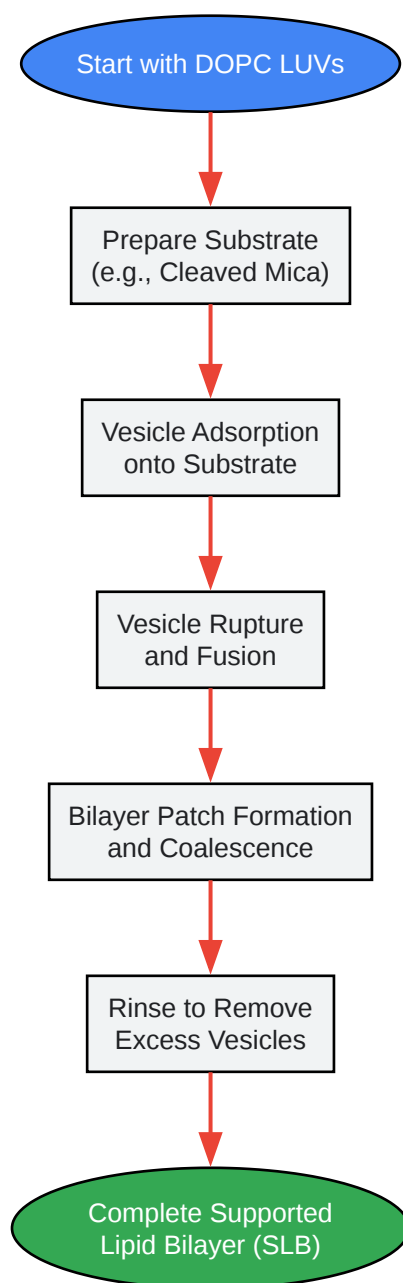 Start with DOPC LUVs
Prepare Substrate
(e.g., Cleaved Mica)
Vesicle Adsorption
onto Substrate
Vesicle Rupture
and Fusion
Bilayer Patch Formation
and Coalescence
Rinse to Remove
Excess Vesicles
Complete Supported
Lipid Bilayer (SLB)